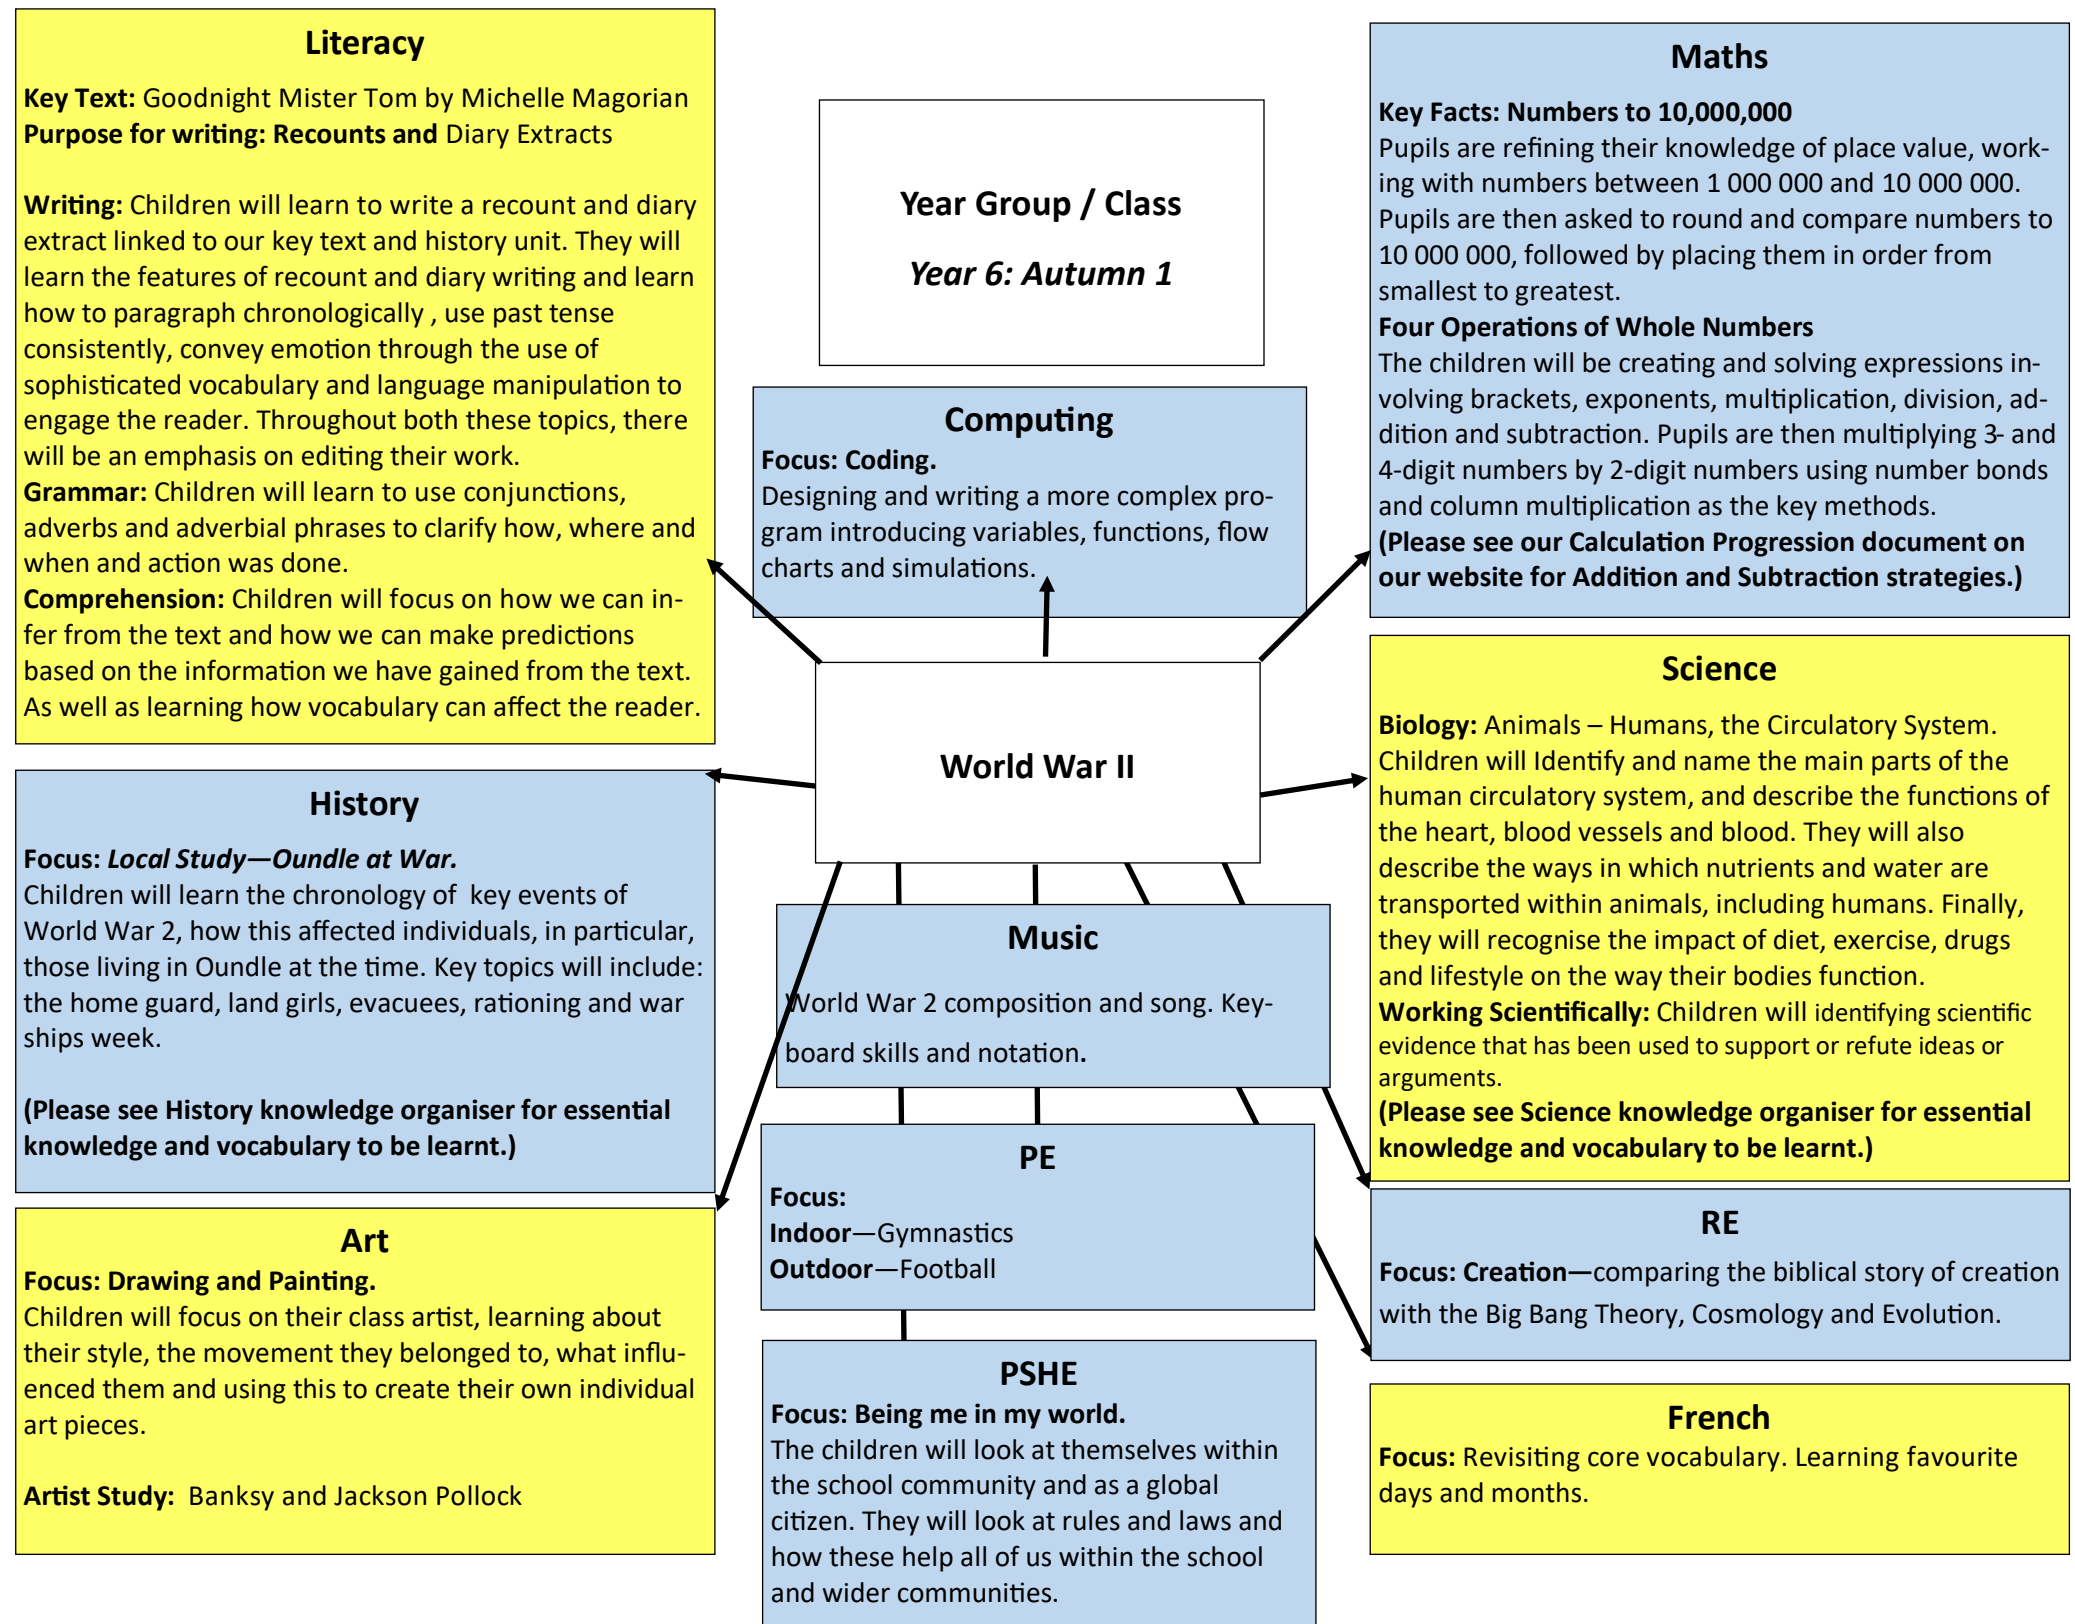 Literacy
Key Text: Goodnight Mister Tom by Michelle Magorian
Purpose for writing: Recounts and Diary Extracts
Writing: Children will learn to write a recount and diary
extract linked to our key text and history unit. They will
learn the features of recount and diary writing and learn
how to paragraph chronologically , use past tense
consistently, convey emotion through the use of
sophisticated vocabulary and language manipulation to
engage the reader. Throughout both these topics, there
will be an emphasis on editing their work.
Grammar: Children will learn to use conjunctions,
adverbs and adverbial phrases to clarify how, where and
when and action was done.
Comprehension: Children will focus on how we can in-
fer from the text and how we can make predictions
based on the information we have gained from the text.
As well as learning how vocabulary can affect the reader.
History
Focus: Local Study—Oundle at War.
Children will learn the chronology of  key events of
World War 2, how this affected individuals, in particular,
those living in Oundle at the time. Key topics will include:
the home guard, land girls, evacuees, rationing and war
ships week.
(Please see History knowledge organiser for essential
knowledge and vocabulary to be learnt.)
Art
Focus: Drawing and Painting.
Children will focus on their class artist, learning about
their style, the movement they belonged to, what influ-
enced them and using this to create their own individual
art pieces.
Artist Study:  Banksy and Jackson Pollock
Year Group / Class
Year 6: Autumn 1
Computing
Focus: Coding.
Designing and writing a more complex pro-
gram introducing variables, functions, flow
charts and simulations.
World War II
Music
World War 2 composition and song. Key-
board skills and notation.
PE
Focus:
Indoor—Gymnastics
Outdoor—Football
PSHE
Focus: Being me in my world.
The children will look at themselves within
the school community and as a global
citizen. They will look at rules and laws and
how these help all of us within the school
and wider communities.
Maths
Key Facts: Numbers to 10,000,000
Pupils are refining their knowledge of place value, work-
ing with numbers between 1 000 000 and 10 000 000.
Pupils are then asked to round and compare numbers to
10 000 000, followed by placing them in order from
smallest to greatest.
Four Operations of Whole Numbers
The children will be creating and solving expressions in-
volving brackets, exponents, multiplication, division, ad-
dition and subtraction. Pupils are then multiplying 3- and
4-digit numbers by 2-digit numbers using number bonds
and column multiplication as the key methods.
(Please see our Calculation Progression document on
our website for Addition and Subtraction strategies.)
Science
Biology: Animals – Humans, the Circulatory System.
Children will Identify and name the main parts of the
human circulatory system, and describe the functions of
the heart, blood vessels and blood. They will also
describe the ways in which nutrients and water are
transported within animals, including humans. Finally,
they will recognise the impact of diet, exercise, drugs
and lifestyle on the way their bodies function.
Working Scientifically: Children will identifying scientific
evidence that has been used to support or refute ideas or
arguments.
(Please see Science knowledge organiser for essential
knowledge and vocabulary to be learnt.)
RE
Focus: Creation—comparing the biblical story of creation
with the Big Bang Theory, Cosmology and Evolution.
French
Focus: Revisiting core vocabulary. Learning favourite
days and months.